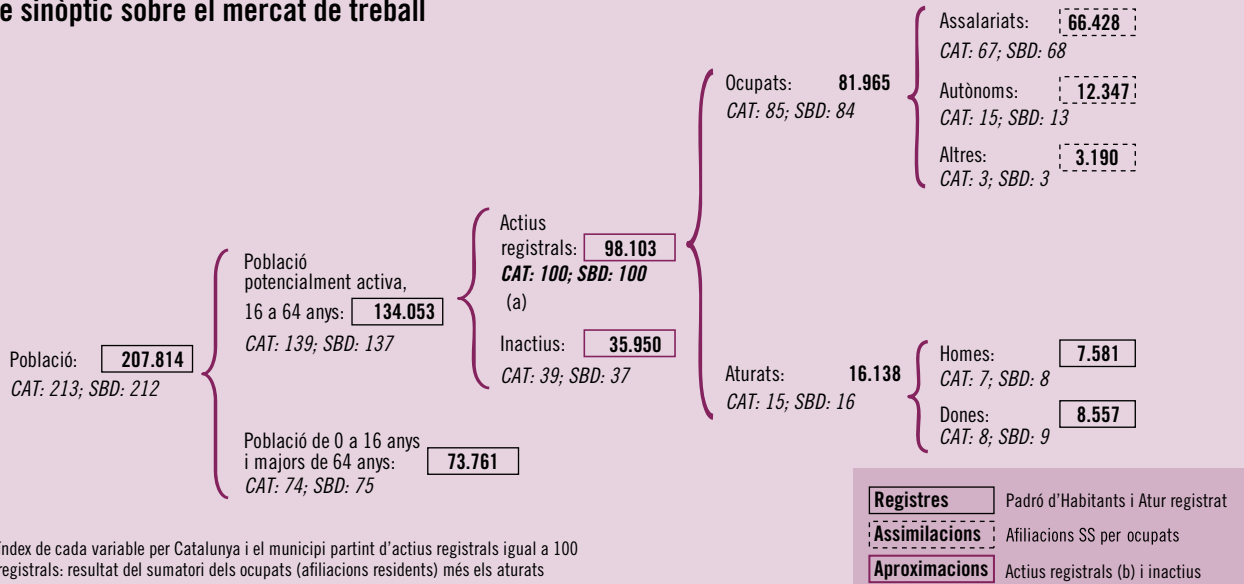 e sinòptic sobre el mercat de treball
Població: 207.814
CAT: 213; SBD: 212
Població
potencialment activa,
16 a 64 anys: 134.053
CAT: 139; SBD: 137
Població de 0 a 16 anys
i majors de 64 anys: 73.761
CAT: 74; SBD: 75
Actius
registrals: 98.103
CAT: 100; SBD: 100
(a)
Inactius: 35.950
CAT: 39; SBD: 37
Ocupats: 81.965
CAT: 85; SBD: 84
Aturats: 16.138
CAT: 15; SBD: 16
Assalariats: 66.428
CAT: 67; SBD: 68
Autònoms: 12.347
CAT: 15; SBD: 13
Altres: 3.190
CAT: 3; SBD: 3
Homes: 7.581
CAT: 7; SBD: 8
Dones: 8.557
CAT: 8; SBD: 9
Registres Padró d'Habitants i Atur registrat
Assimilacions Afiliacions SS per ocupats
Aproximacions Actius registrals (b) i inactius
índex de cada variable per Catalunya i el municipi partint d'actius registrals igual a 100
registrals: resultat del sumatori dels ocupats (afiliacions residents) més els aturats